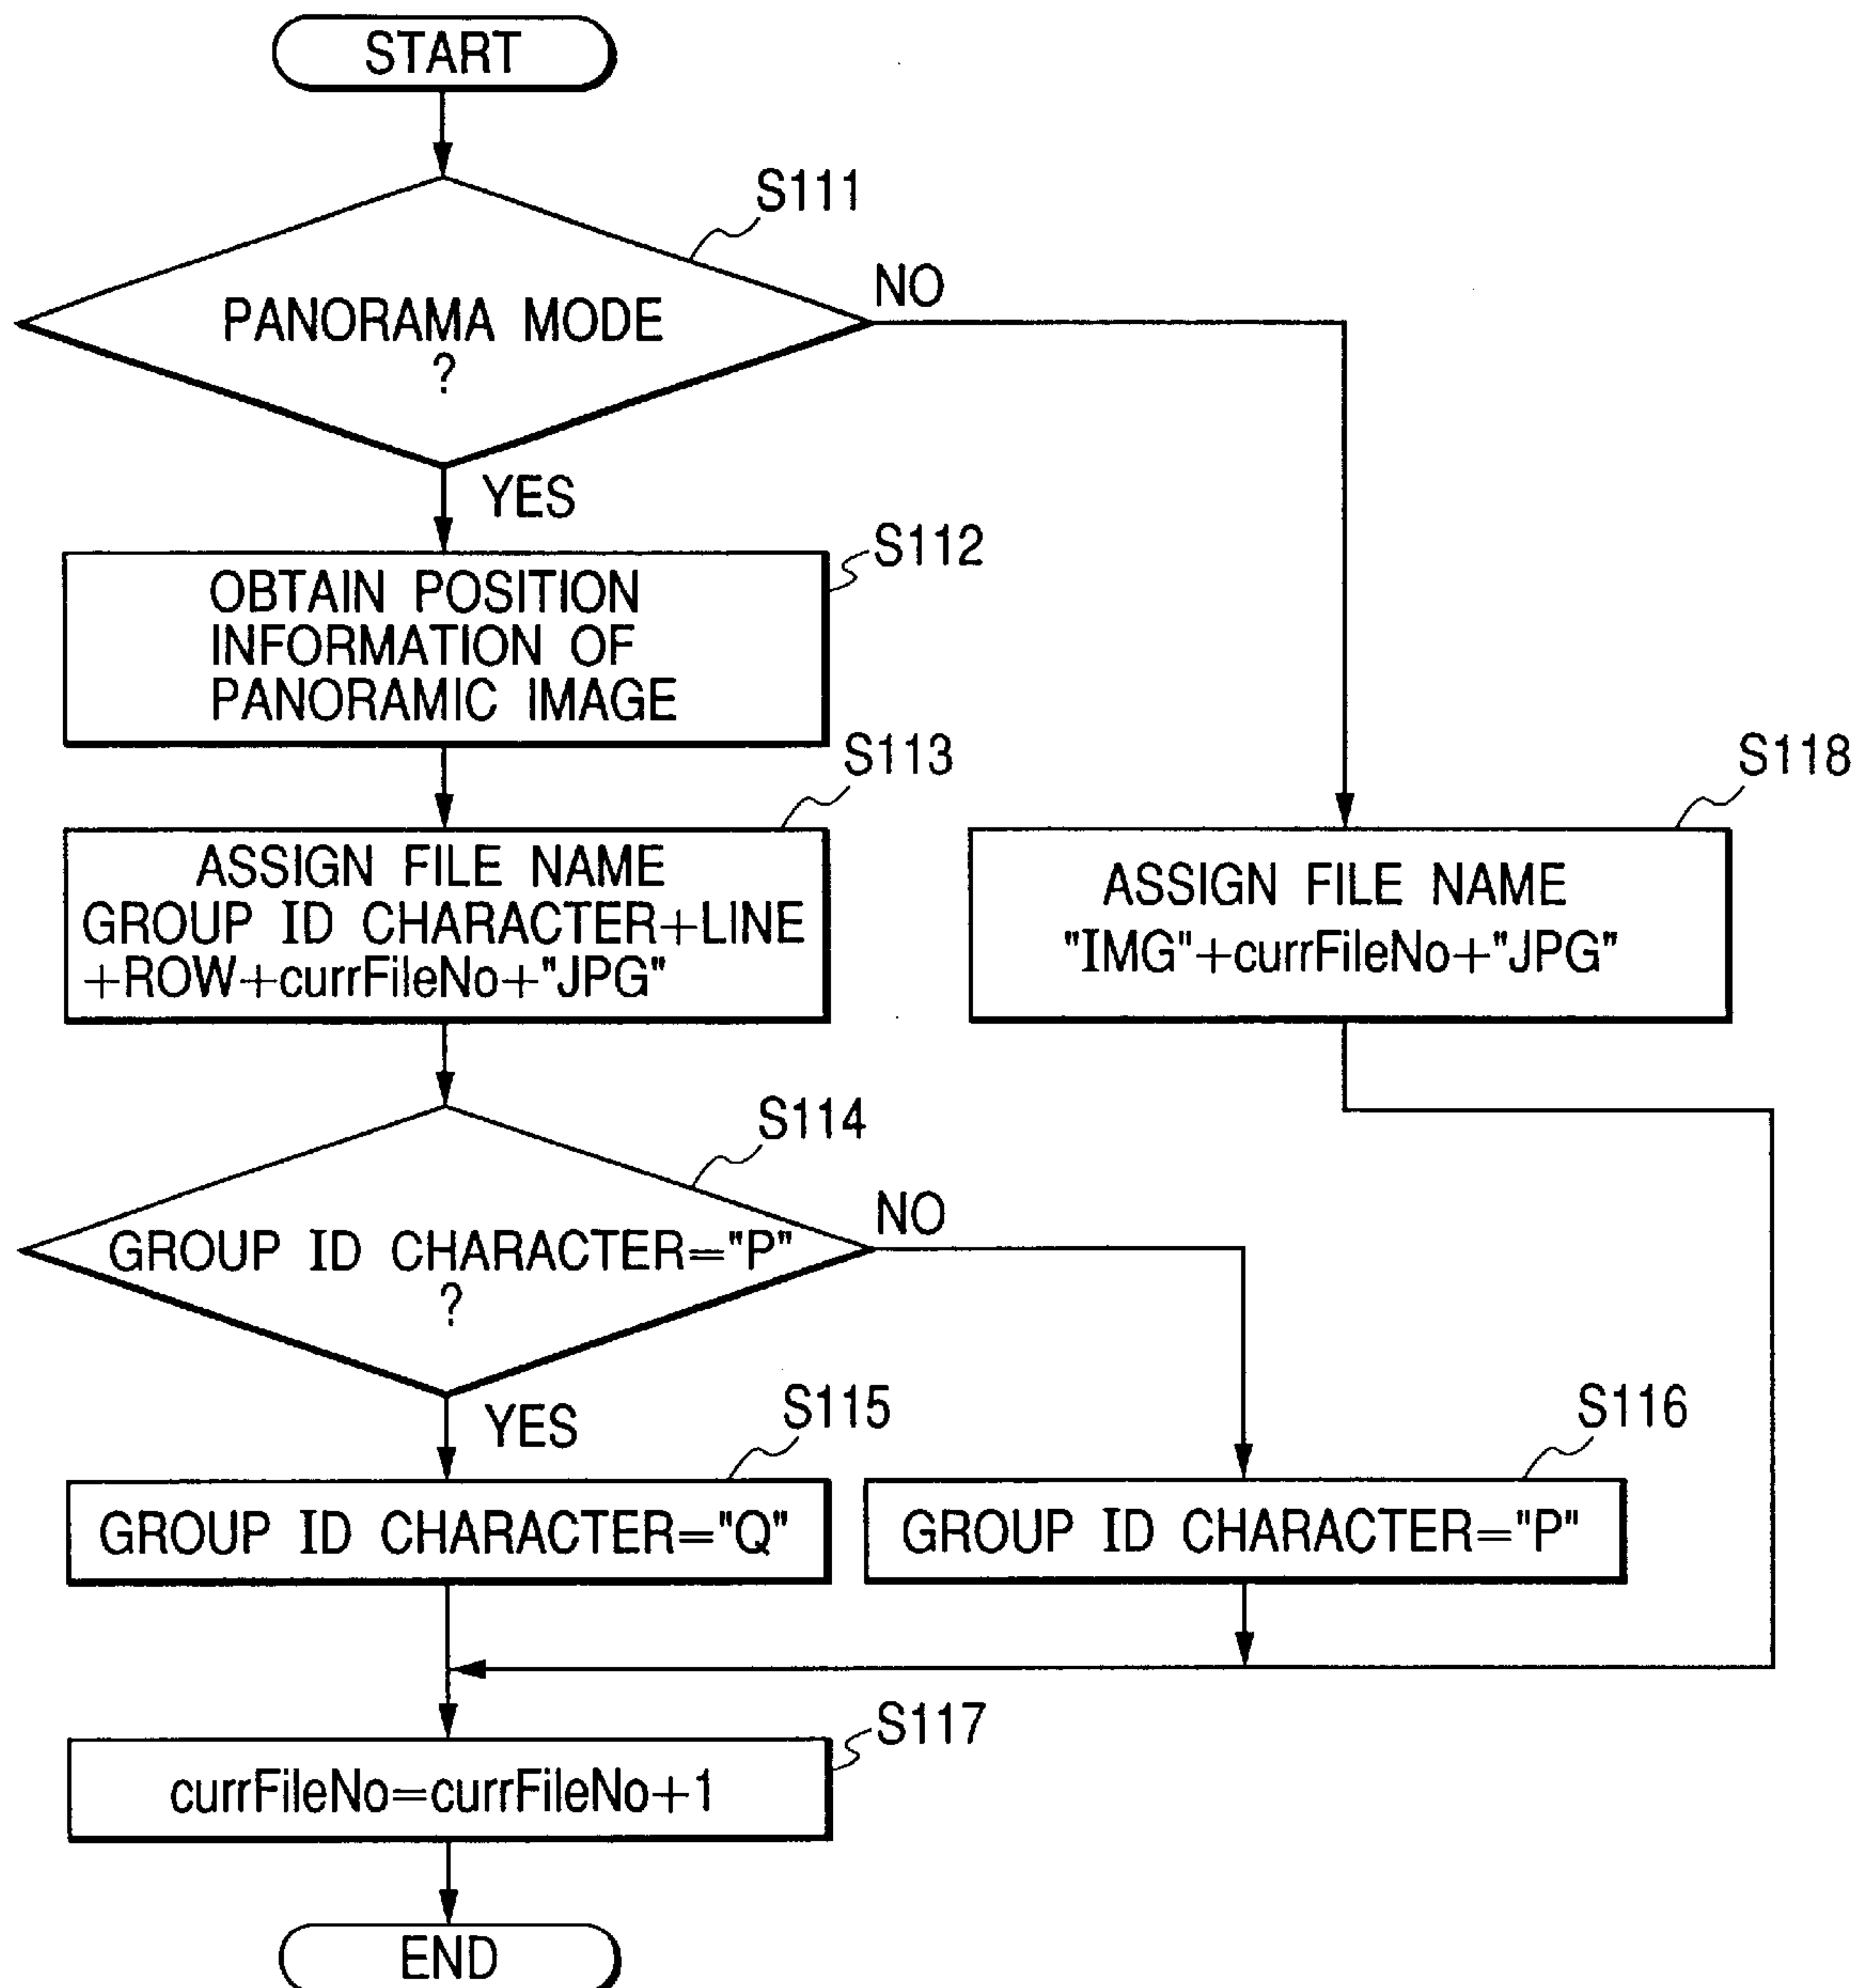 START
S111
NO
PANORAMA MODE
?
YES
S112
OBTAIN POSITION
INFORMATION OF
PANORAMIC IMAGE
S113
S118
ASSIGN FILE NAME
GROUP ID CHARACTER+LINE
+ROW+currFileNo+"JPG"
ASSIGN FILE NAME
"IMG"+currFileNo+"JPG"
S114
NO
GROUP ID CHARACTER="P"
?
YES
S115
S116
GROUP ID CHARACTER="Q"
GROUP ID CHARACTER="P"
S117
currFileNo=currFileNo+1
END